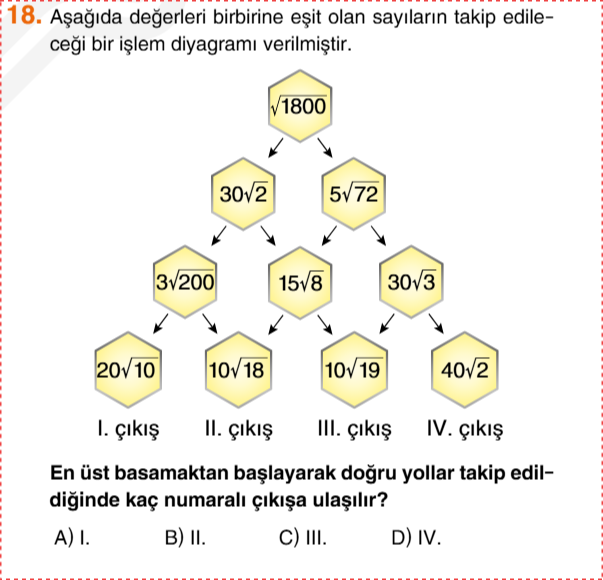 18. Aşağıda değerleri birbirine eşit olan sayıların takip edile-
ceği bir işlem diyagramı verilmiştir.
√1800
30√2 5√72
3√200 15√8 30√3
20√10 10√18 10√19 40√2
I. çıkış II. çıkış III. çıkış IV. çıkış
En üst basamaktan başlayarak doğru yollar takip edil-
diğinde kaç numaralı çıkışa ulaşılır?
A) I. B) II. C) III. D) IV.